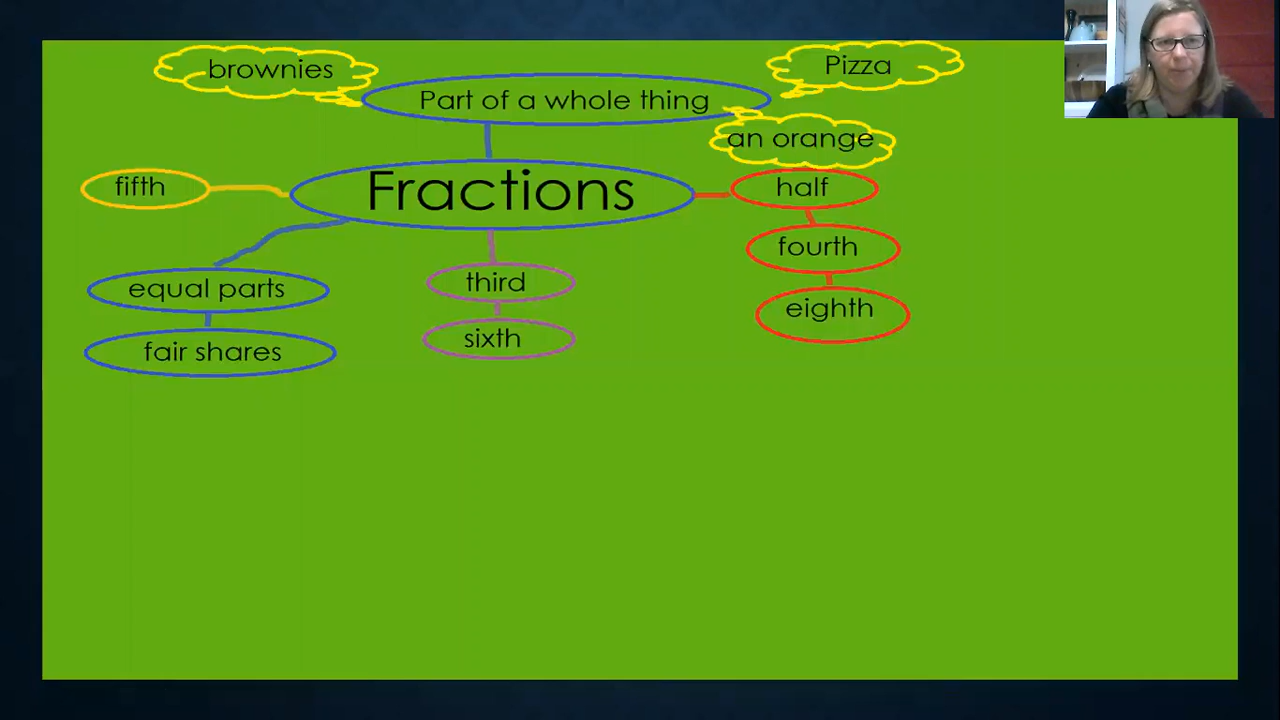 brownies
Pizza
Part of a whole thing
an orange
fifth
Fractions
half
fourth
equal parts
third
eighth
fair shares
sixth